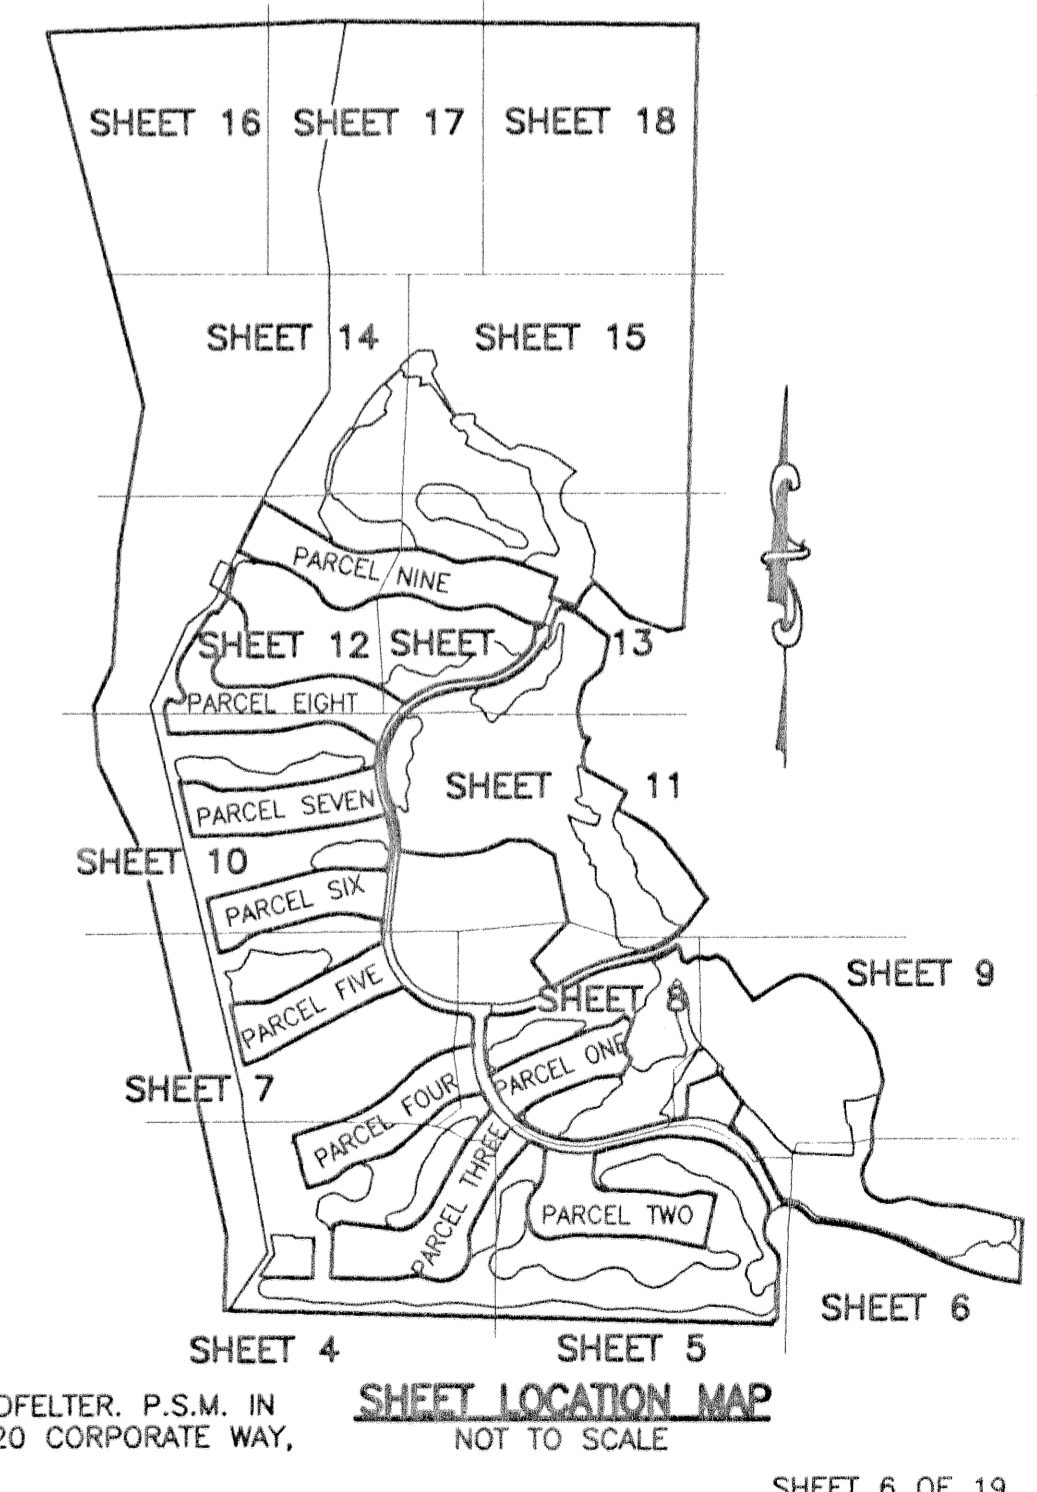 SHEET 16 SHEET 17 SHEET 18
SHEET 14 SHEET 15
PARCEL NINE
SHEET 12 SHEET 13
PARCEL EIGHT
SHEET 11
PARCEL SEVEN
SHEET 10
PARCEL SIX
SHEET 9
PARCEL FIVE
SHEET 8
PARCEL ONE
SHEET 7
PARCEL FOUR
PARCEL THREE
PARCEL TWO
SHEET 6
SHEET 4 SHEET 5
SHEET LOCATION MAP
NOT TO SCALE
DFELTER. P.S.M. IN
20 CORPORATE WAY,
SHEET 6 OF 19